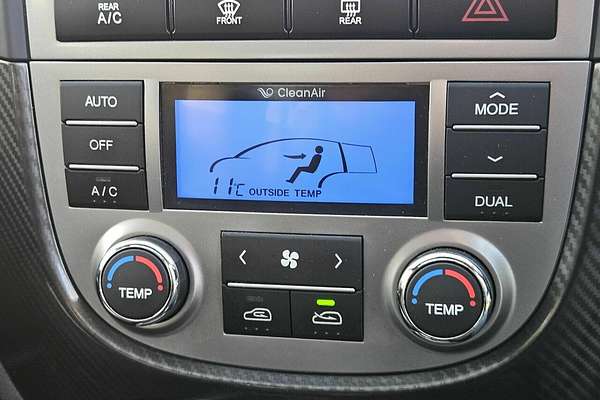 REAR
A/C
FRONT
REAR
CleanAir
AUTO
OFF
A/C
11°C OUTSIDE TEMP
MODE
DUAL
TEMP
TEMP